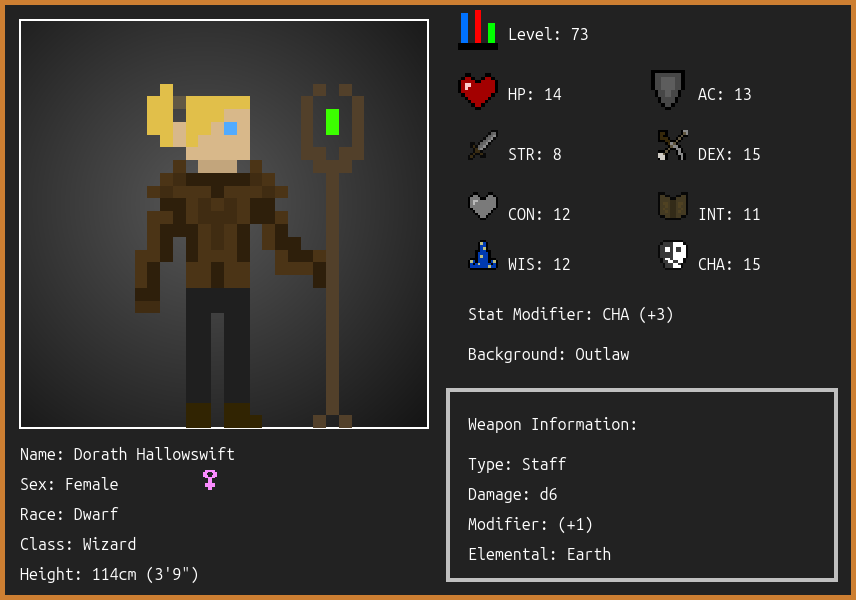 Level: 73
HP: 14
AC: 13
STR: 8
DEX: 15
CON: 12
INT: 11
WIS: 12
CHA: 15
Stat Modifier: CHA (+3)
Background: Outlaw
Weapon Information:
Type: Staff
Damage: d6
Modifier: (+1)
Elemental: Earth
Name: Dorath Hallowswift
Sex: Female
Race: Dwarf
Class: Wizard
Height: 114cm (3'9")